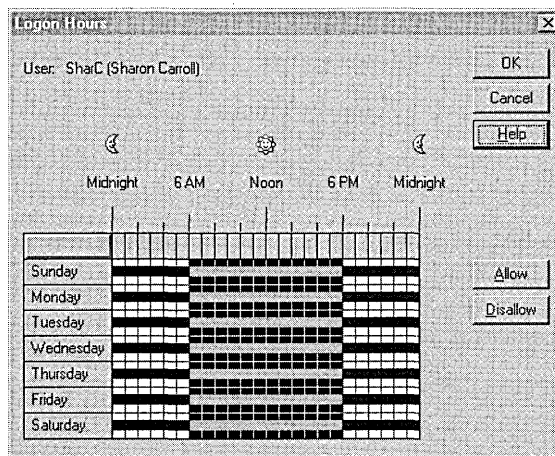 Logon Hours
User: SharC (Sharon Carroll)
OK
Cancel
Help
Midnight 6 AM Noon 6 PM Midnight
Sunday
Monday
Tuesday
Wednesday
Thursday
Friday
Saturday
Allow
Disallow